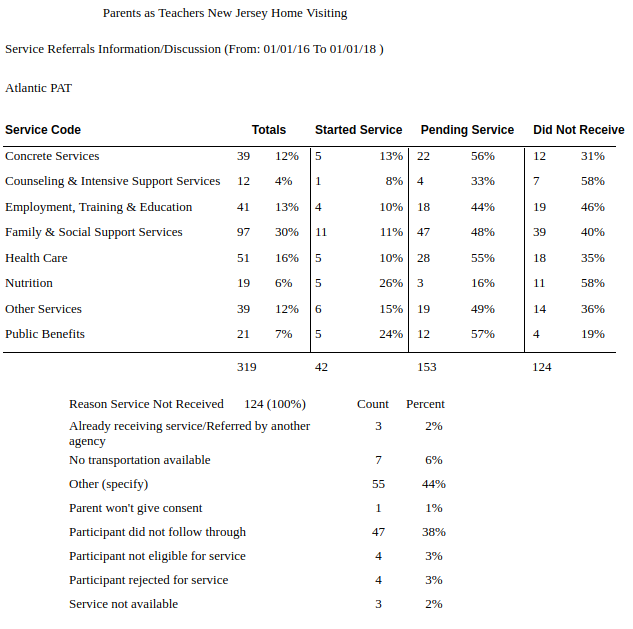 Parents as Teachers New Jersey Home Visiting
Service Referrals Information/Discussion (From: 01/01/16 To 01/01/18 )
Atlantic PAT
Service Code Totals Started Service Pending Service Did Not Receive
Concrete Services 39 12% 5 13% 22 56% 12 31%
Counseling & Intensive Support Services 12 4% 1 8% 4 33% 7 58%
Employment, Training & Education 41 13% 4 10% 18 44% 19 46%
Family & Social Support Services 97 30% 11 11% 47 48% 39 40%
Health Care 51 16% 5 10% 28 55% 18 35%
Nutrition 19 6% 5 26% 3 16% 11 58%
Other Services 39 12% 6 15% 19 49% 14 36%
Public Benefits 21 7% 5 24% 12 57% 4 19%
319 42 153 124
Reason Service Not Received 124 (100%) Count Percent
Already receiving service/Referred by another 3 2%
agency
No transportation available 7 6%
Other (specify) 55 44%
Parent won't give consent 1 1%
Participant did not follow through 47 38%
Participant not eligible for service 4 3%
Participant rejected for service 4 3%
Service not available 3 2%